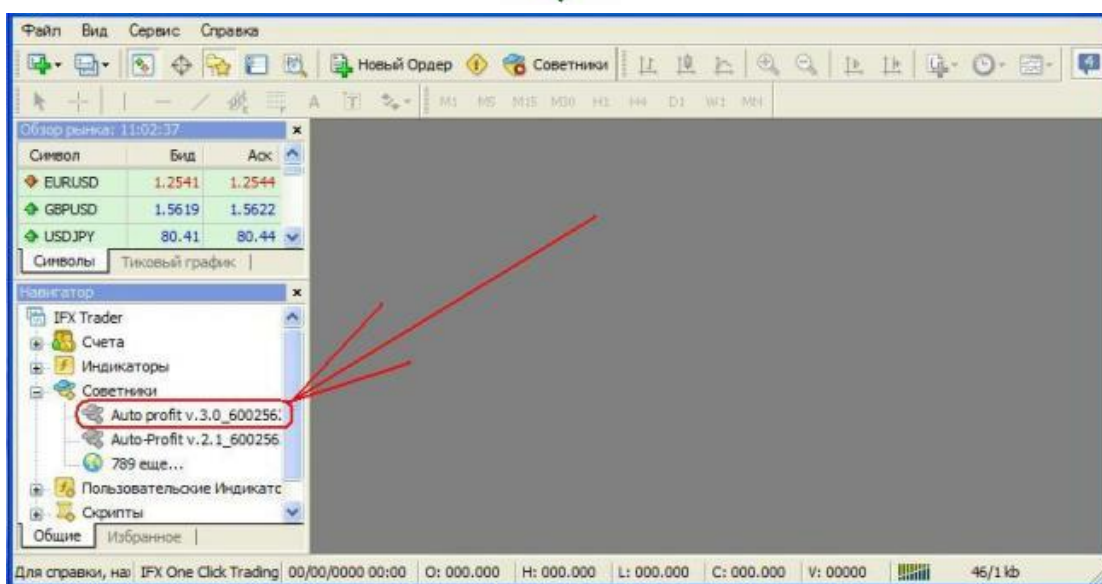 Файл Вид Сервис Справка
Новый Ордер Советники
A T M1 M5 M15 M30 H1 H4 D1 W1 MN
Обзор рынка: 11:02:37
Символ Бид Аск
EURUSD 1.2541 1.2544
GBPUSD 1.5619 1.5622
USDJPY 80.41 80.44
Символы Тиковый график
Навигатор
IFX Trader
Счета
Индикаторы
Советники
Auto profit v.3.0_600256
Auto-Profit v.2.1_600256
789 еще...
Пользовательские Индикатс
Скрипты
Общие Избранное
Для справки, на IFX One Click Trading 00/00/0000 00:00 O: 000.000 H: 000.000 L: 000.000 C: 000.000 V: 00000 46/1 kb